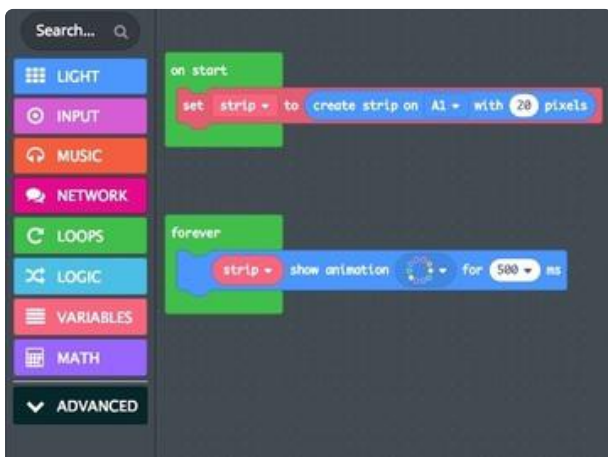 Search...
LIGHT
INPUT
MUSIC
NETWORK
LOOPS
LOGIC
VARIABLES
MATH
ADVANCED
on start
set strip to create strip on A1 with 20 pixels
forever
strip show animation for 500 ms